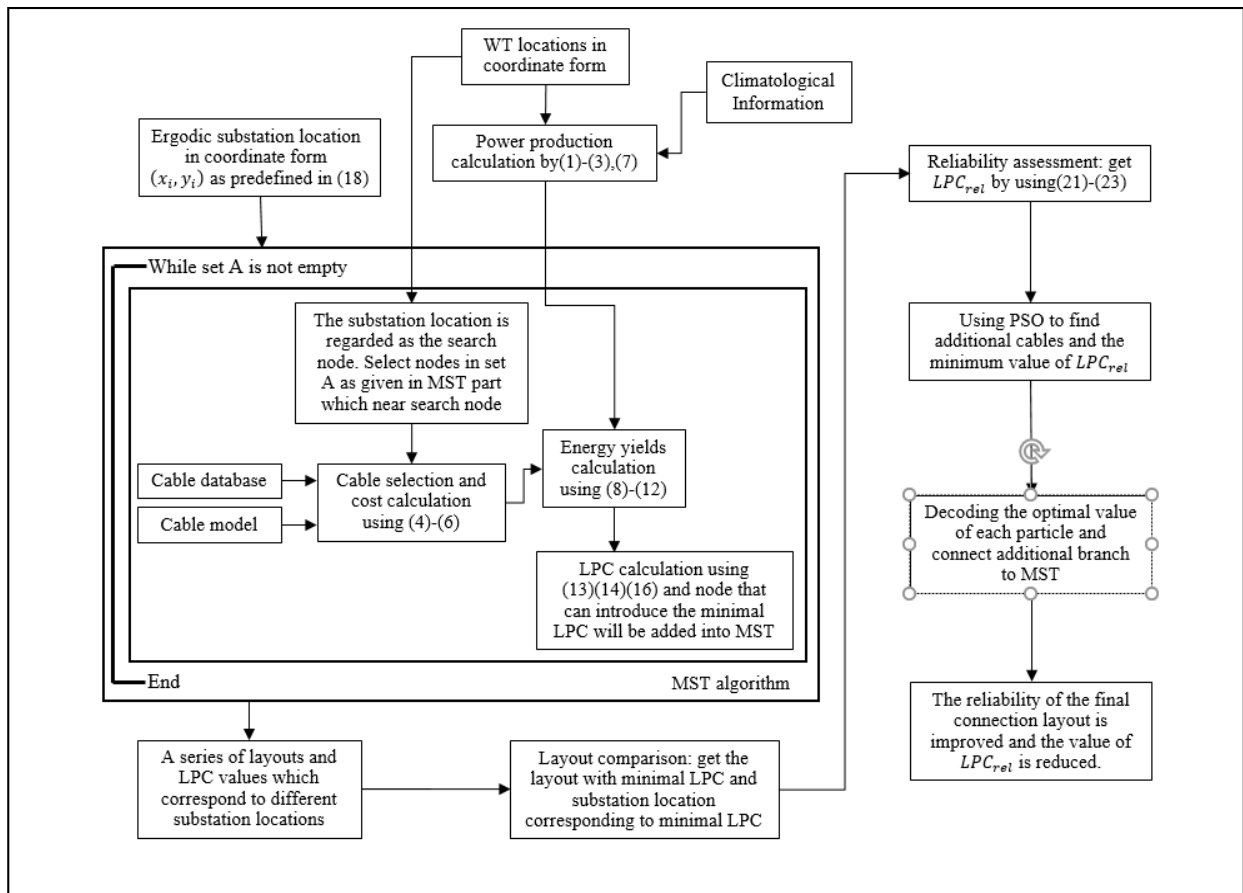 WT locations in
coordinate form
Climatological
Information
Ergodic substation location
in coordinate form
(𝑥𝑖, 𝑦𝑖) as predefined in (18)
Power production
calculation by(1)-(3),(7)
While set A is not empty
The substation location is
regarded as the search
node. Select nodes in set
A as given in MST part
which near search node
Cable database
Cable model
Cable selection and
cost calculation
using (4)-(6)
Energy yields
calculation
using (8)-(12)
LPC calculation using
(13)(14)(16) and node that
can introduce the minimal
LPC will be added into MST
End
MST algorithm
A series of layouts and
LPC values which
correspond to different
substation locations
Layout comparison: get the
layout with minimal LPC and
substation location
corresponding to minimal LPC
Reliability assessment: get
𝐿𝑃𝐶𝑟𝑒𝑙 by using(21)-(23)
Using PSO to find
additional cables and the
minimum value of 𝐿𝑃𝐶𝑟𝑒𝑙
Decoding the optimal value
of each particle and
connect additional branch
to MST
The reliability of the final
connection layout is
improved and the value of
𝐿𝑃𝐶𝑟𝑒𝑙 is reduced.